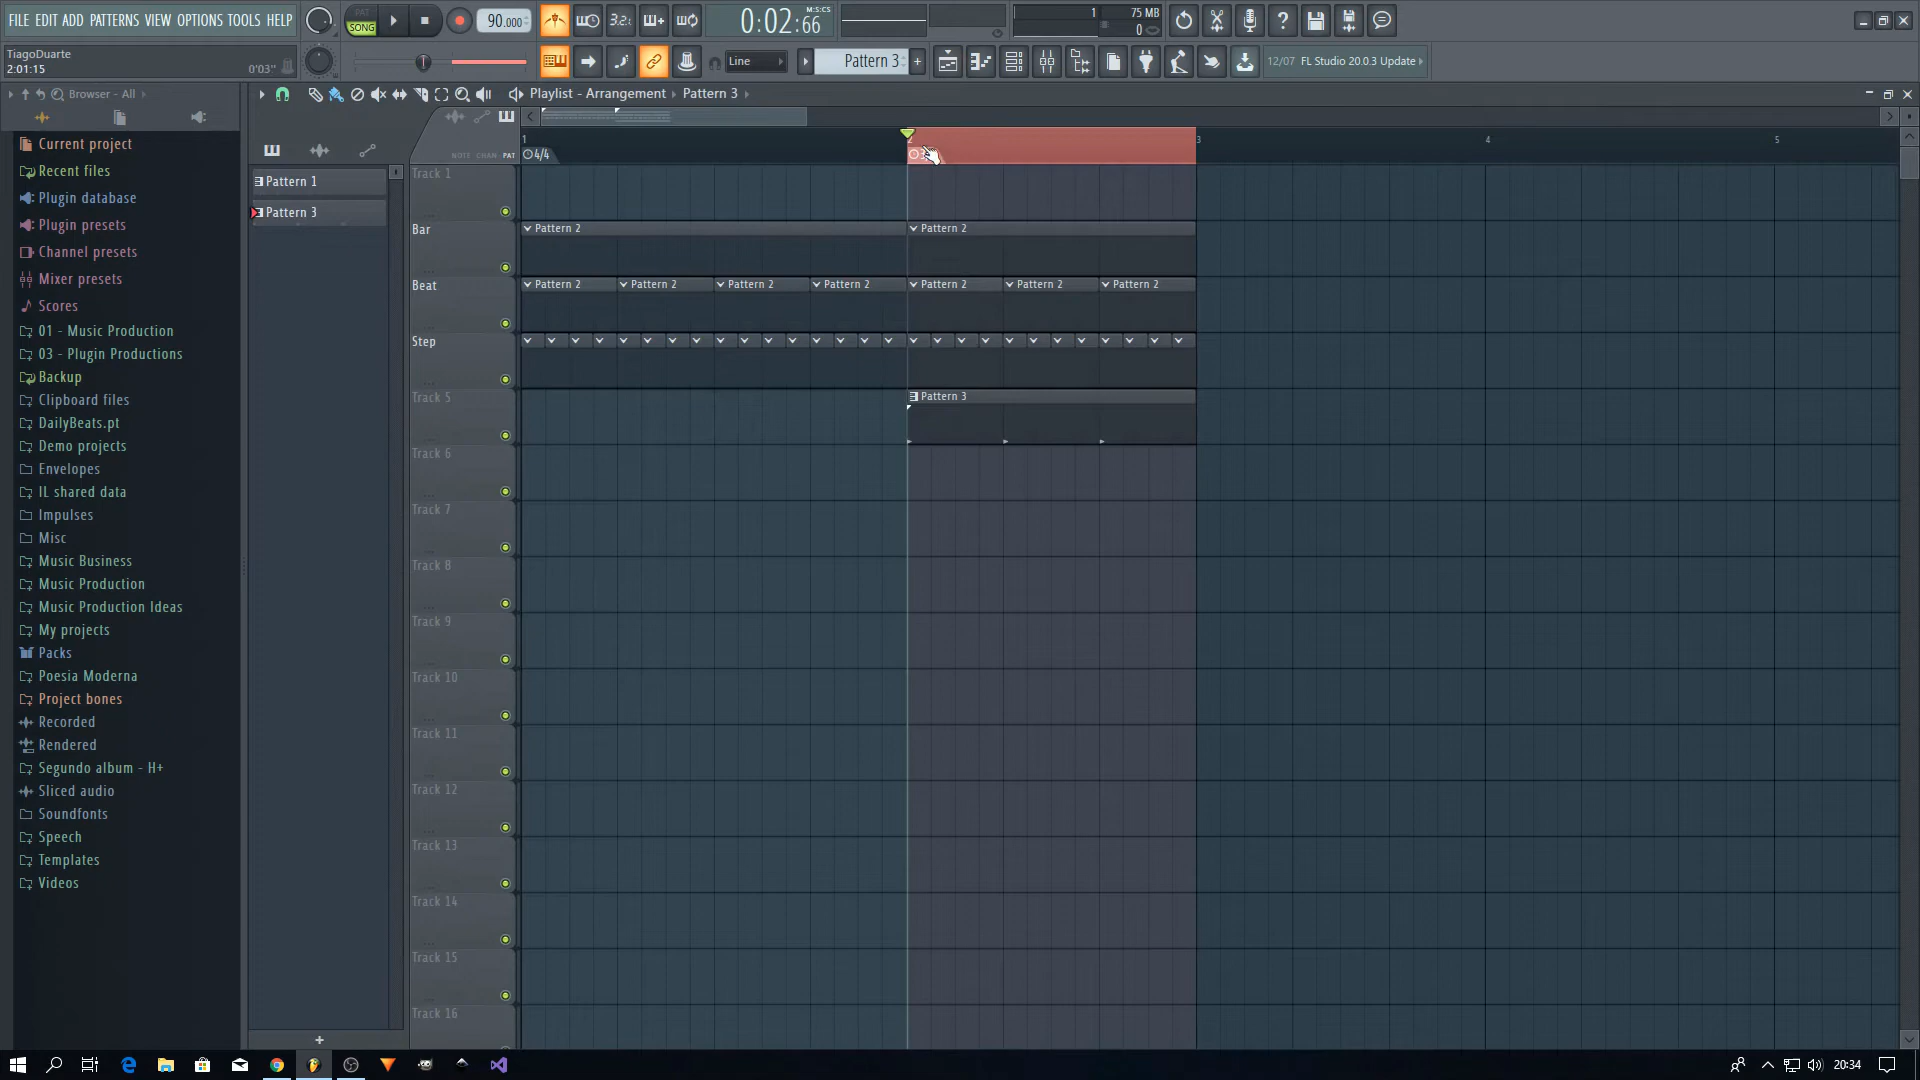 FILE EDIT ADD PATTERNS VIEW OPTIONS TOOLS HELP
PAT
SONG
90.000
3.2.
0:02:66
M:S:CS
1
75 MB
0
TiagoDuarte
2:01:15
0'03"
Line
Pattern 3
12/07 FL Studio 20.0.3 Update
Browser - All
Playlist - Arrangement Pattern 3
NOTE CHAN PAT
1
2
3
4
5
4/4
Current project
Recent files
Plugin database
Plugin presets
Channel presets
Mixer presets
Scores
01 - Music Production
03 - Plugin Productions
Backup
Clipboard files
DailyBeats.pt
Demo projects
Envelopes
IL shared data
Impulses
Misc
Music Business
Music Production
Music Production Ideas
My projects
Packs
Poesia Moderna
Project bones
Recorded
Rendered
Segundo album - H+
Sliced audio
Soundfonts
Speech
Templates
Videos
Pattern 1
Pattern 3
Track 1
Bar
Pattern 2
Pattern 2
Beat
Pattern 2
Pattern 2
Pattern 2
Pattern 2
Pattern 2
Pattern 2
Pattern 2
Step
Track 5
Pattern 3
Track 6
Track 7
Track 8
Track 9
Track 10
Track 11
Track 12
Track 13
Track 14
Track 15
Track 16
20:34